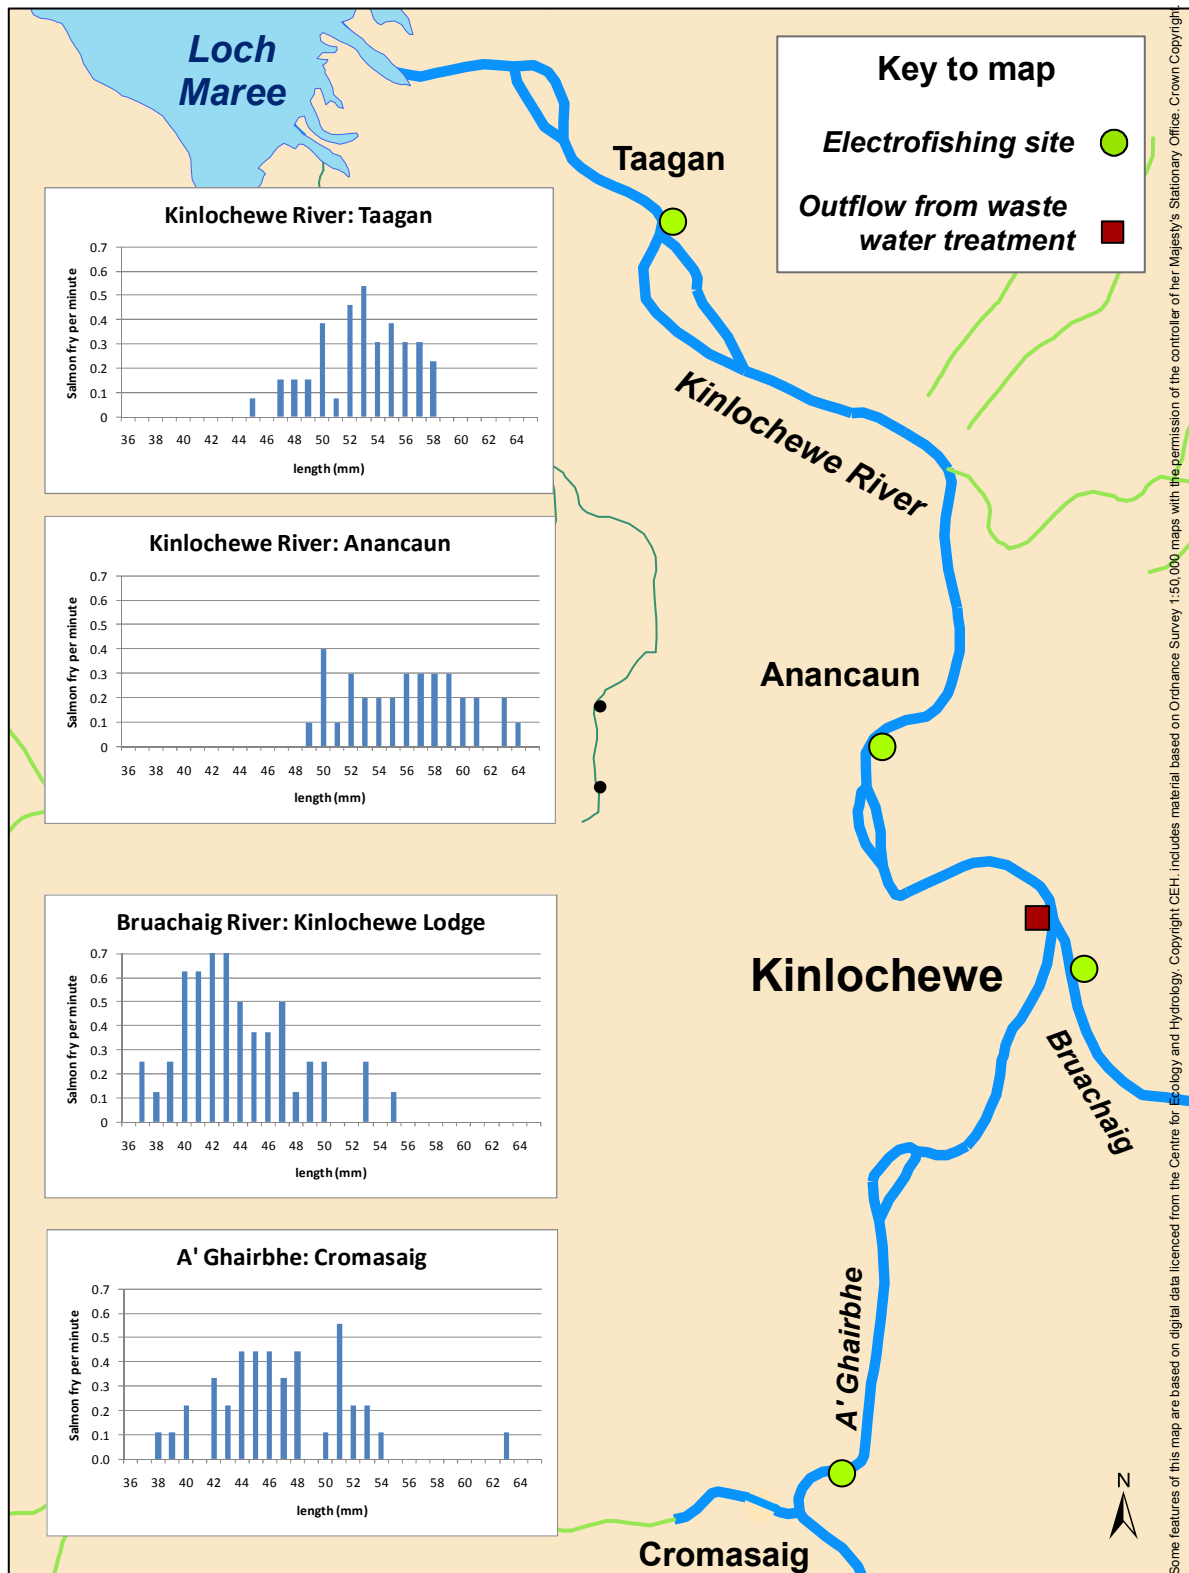 Loch
Maree
Key to map
Electrofishing site
Outflow from waste
water treatment
Taagan
Kinlochewe River
Anancaun
Kinlochewe
Bruachaig
A' Ghairbhe
Cromasaig
N
Kinlochewe River: Taagan
Salmon fry per minute
0.7
0.6
0.5
0.4
0.3
0.2
0.1
0
36 38 40 42 44 46 48 50 52 54 56 58 60 62 64
length (mm)
Kinlochewe River: Anancaun
Salmon fry per minute
0.7
0.6
0.5
0.4
0.3
0.2
0.1
0
36 38 40 42 44 46 48 50 52 54 56 58 60 62 64
length (mm)
Bruachaig River: Kinlochewe Lodge
Salmon fry per minute
0.7
0.6
0.5
0.4
0.3
0.2
0.1
0
36 38 40 42 44 46 48 50 52 54 56 58 60 62 64
length (mm)
A' Ghairbhe: Cromasaig
Salmon fry per minute
0.7
0.6
0.5
0.4
0.3
0.2
0.1
0.0
36 38 40 42 44 46 48 50 52 54 56 58 60 62 64
length (mm)
Some features of this map are based on digital data licenced from the Centre for Ecology and Hydrology. Copyright CEH. includes material based on Ordnance Survey 1:50,000 maps with the permission of the controller of her Majesty's Stationary Office. Crown Copyright.